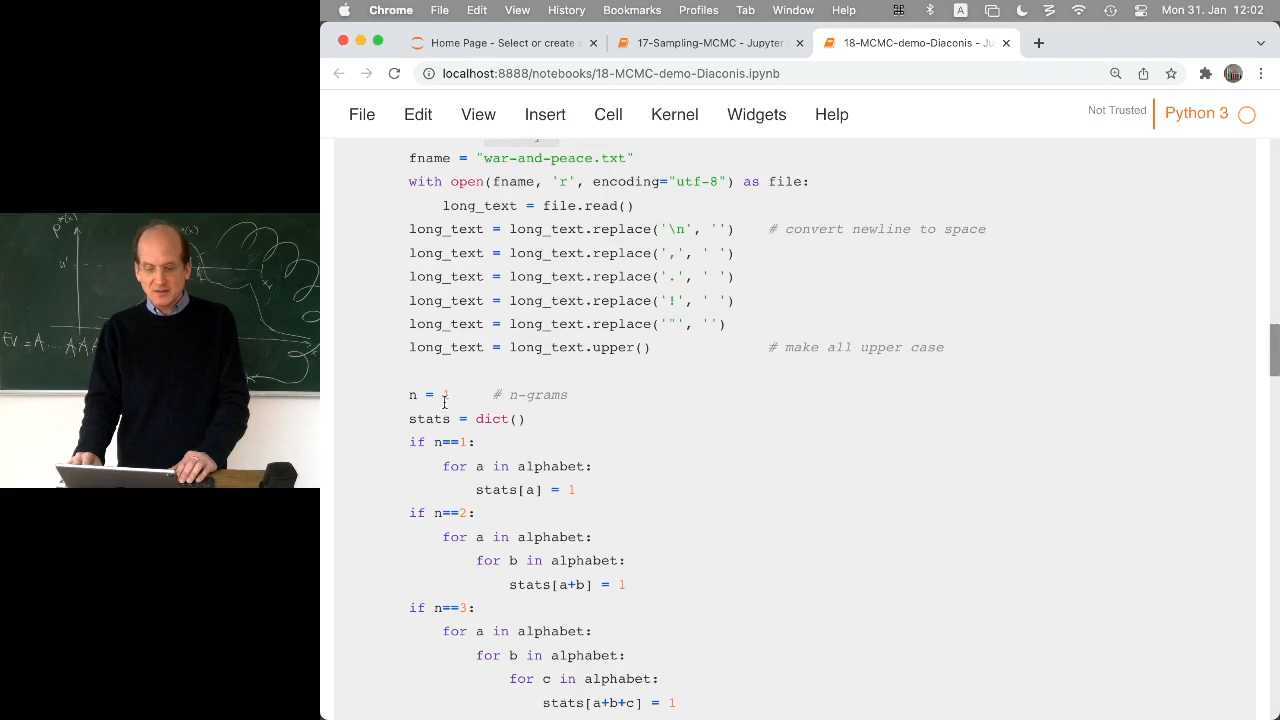 Chrome File Edit View History Bookmarks Profiles Tab Window Help A Mon 31. Jan 12:02
Home Page - Select or create a 17-Sampling-MCMC - Jupyter 18-MCMC-demo-Diaconis - Ju
localhost:8888/notebooks/18-MCMC-demo-Diaconis.ipynb
File Edit View Insert Cell Kernel Widgets Help Not Trusted Python 3
fname = "war-and-peace.txt"
with open(fname, 'r', encoding="utf-8") as file:
long_text = file.read()
long_text = long_text.replace('\n', '') # convert newline to space
long_text = long_text.replace(',', ' ')
long_text = long_text.replace('.', ' ')
long_text = long_text.replace('!', ' ')
long_text = long_text.replace('"', '')
long_text = long_text.upper() # make all upper case
n = 1 # n-grams
stats = dict()
if n==1:
for a in alphabet:
stats[a] = 1
if n==2:
for a in alphabet:
for b in alphabet:
stats[a+b] = 1
if n==3:
for a in alphabet:
for b in alphabet:
for c in alphabet:
stats[a+b+c] = 1
P*(x)
u'
EV = A